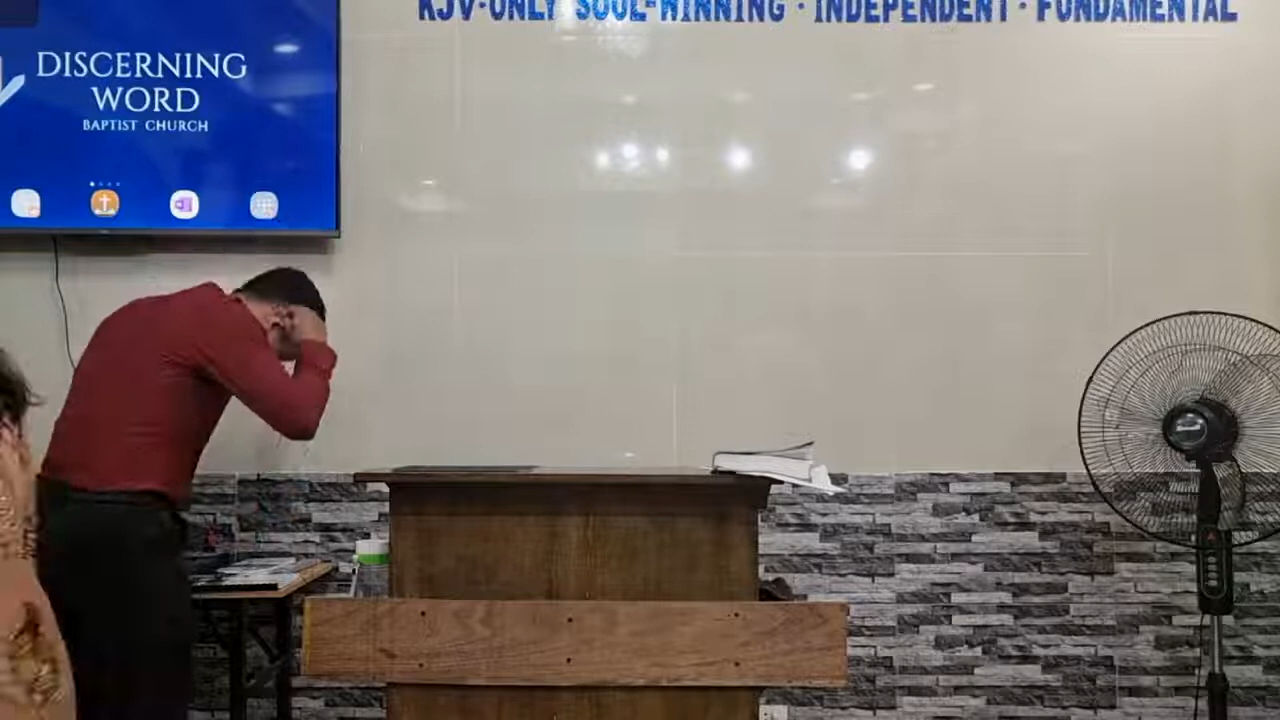 KJV-ONLY SOUL-WINNING · INDEPENDENT · FUNDAMENTAL
DISCERNING
WORD
BAPTIST CHURCH